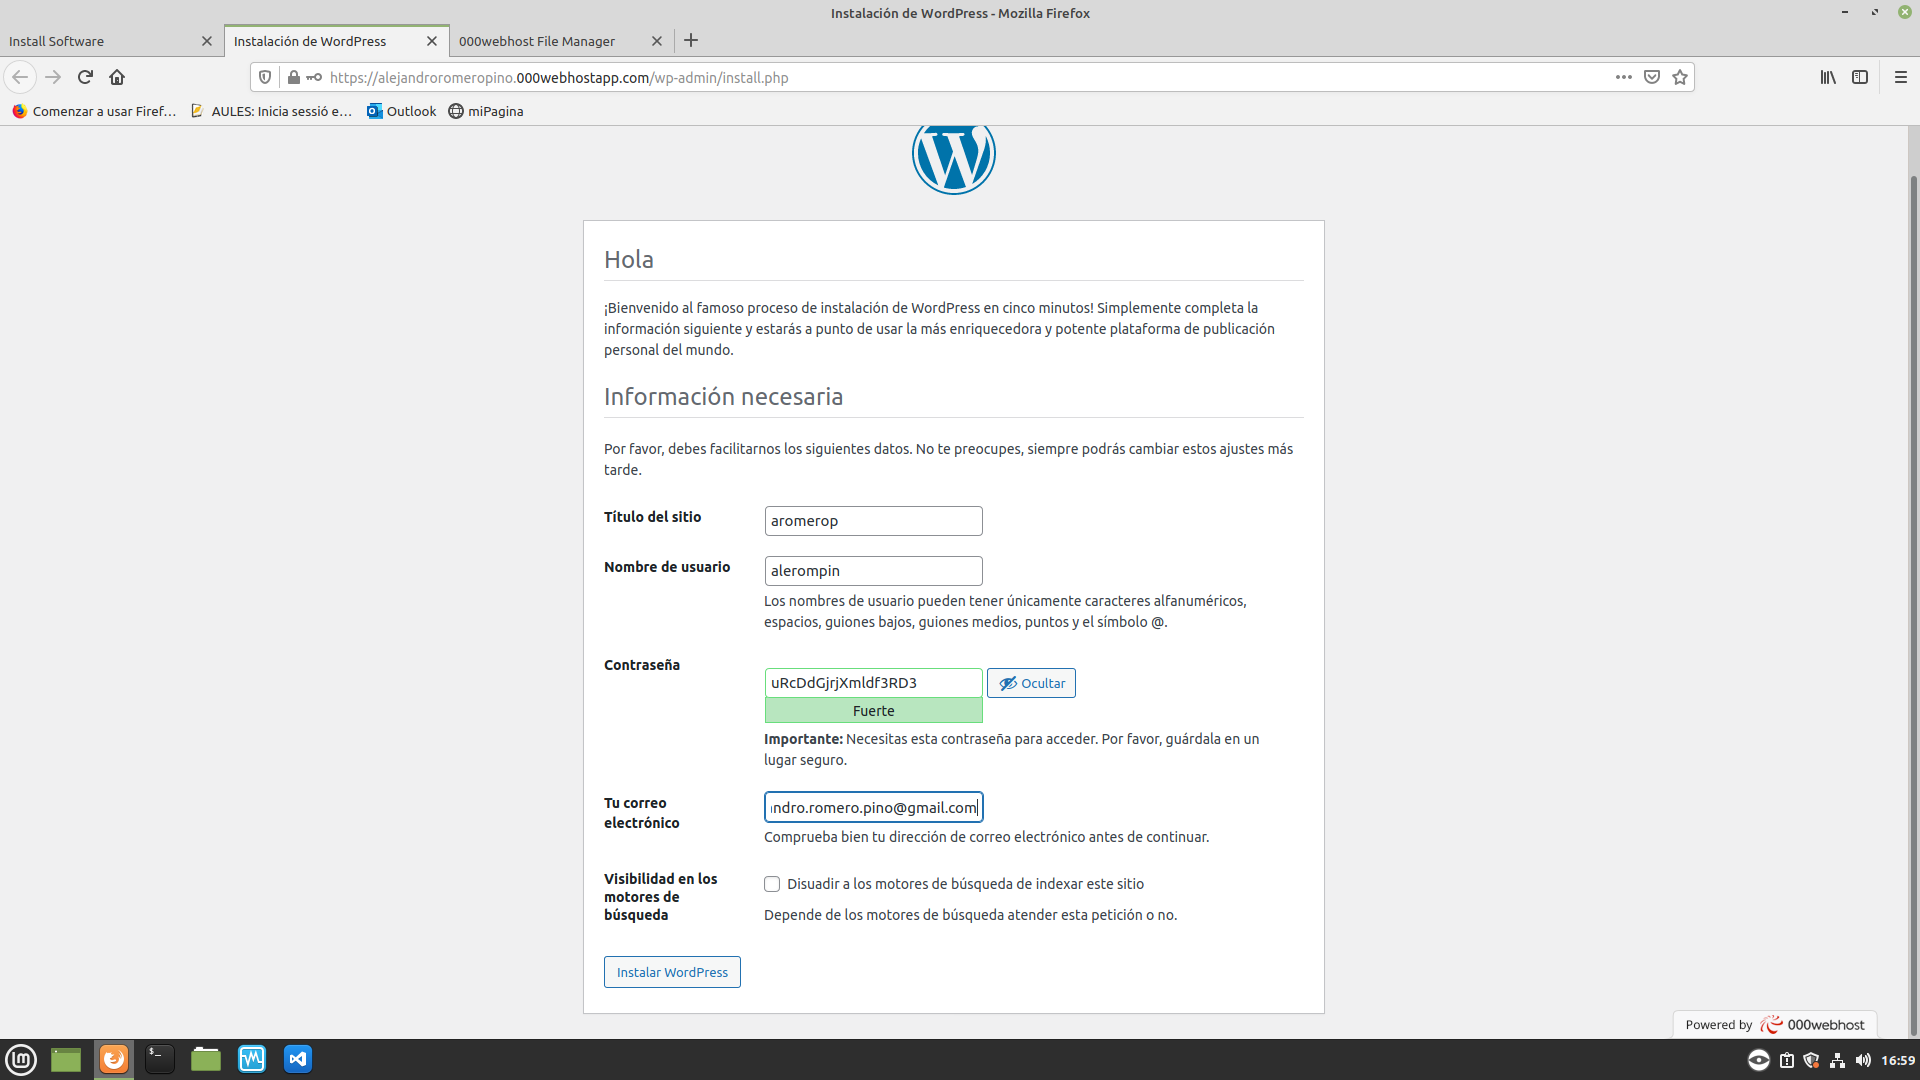 Instalación de WordPress - Mozilla Firefox
Install Software
Instalación de WordPress
000webhost File Manager
https://alejandroromeropino.000webhostapp.com/wp-admin/install.php
Comenzar a usar Firef…
AULES: Inicia sessió e…
Outlook
miPagina
Hola
¡Bienvenido al famoso proceso de instalación de WordPress en cinco minutos! Simplemente completa la
información siguiente y estarás a punto de usar la más enriquecedora y potente plataforma de publicación
personal del mundo.
Información necesaria
Por favor, debes facilitarnos los siguientes datos. No te preocupes, siempre podrás cambiar estos ajustes más
tarde.
Título del sitio
aromerop
Nombre de usuario
alerompin
Los nombres de usuario pueden tener únicamente caracteres alfanuméricos,
espacios, guiones bajos, guiones medios, puntos y el símbolo @.
Contraseña
uRcDdGjrjXmldf3RD3
Ocultar
Fuerte
Importante: Necesitas esta contraseña para acceder. Por favor, guárdala en un
lugar seguro.
Tu correo
electrónico
ndro.romero.pino@gmail.com
Comprueba bien tu dirección de correo electrónico antes de continuar.
Visibilidad en los
motores de
búsqueda
Disuadir a los motores de búsqueda de indexar este sitio
Depende de los motores de búsqueda atender esta petición o no.
Instalar WordPress
Powered by 000webhost
16:59